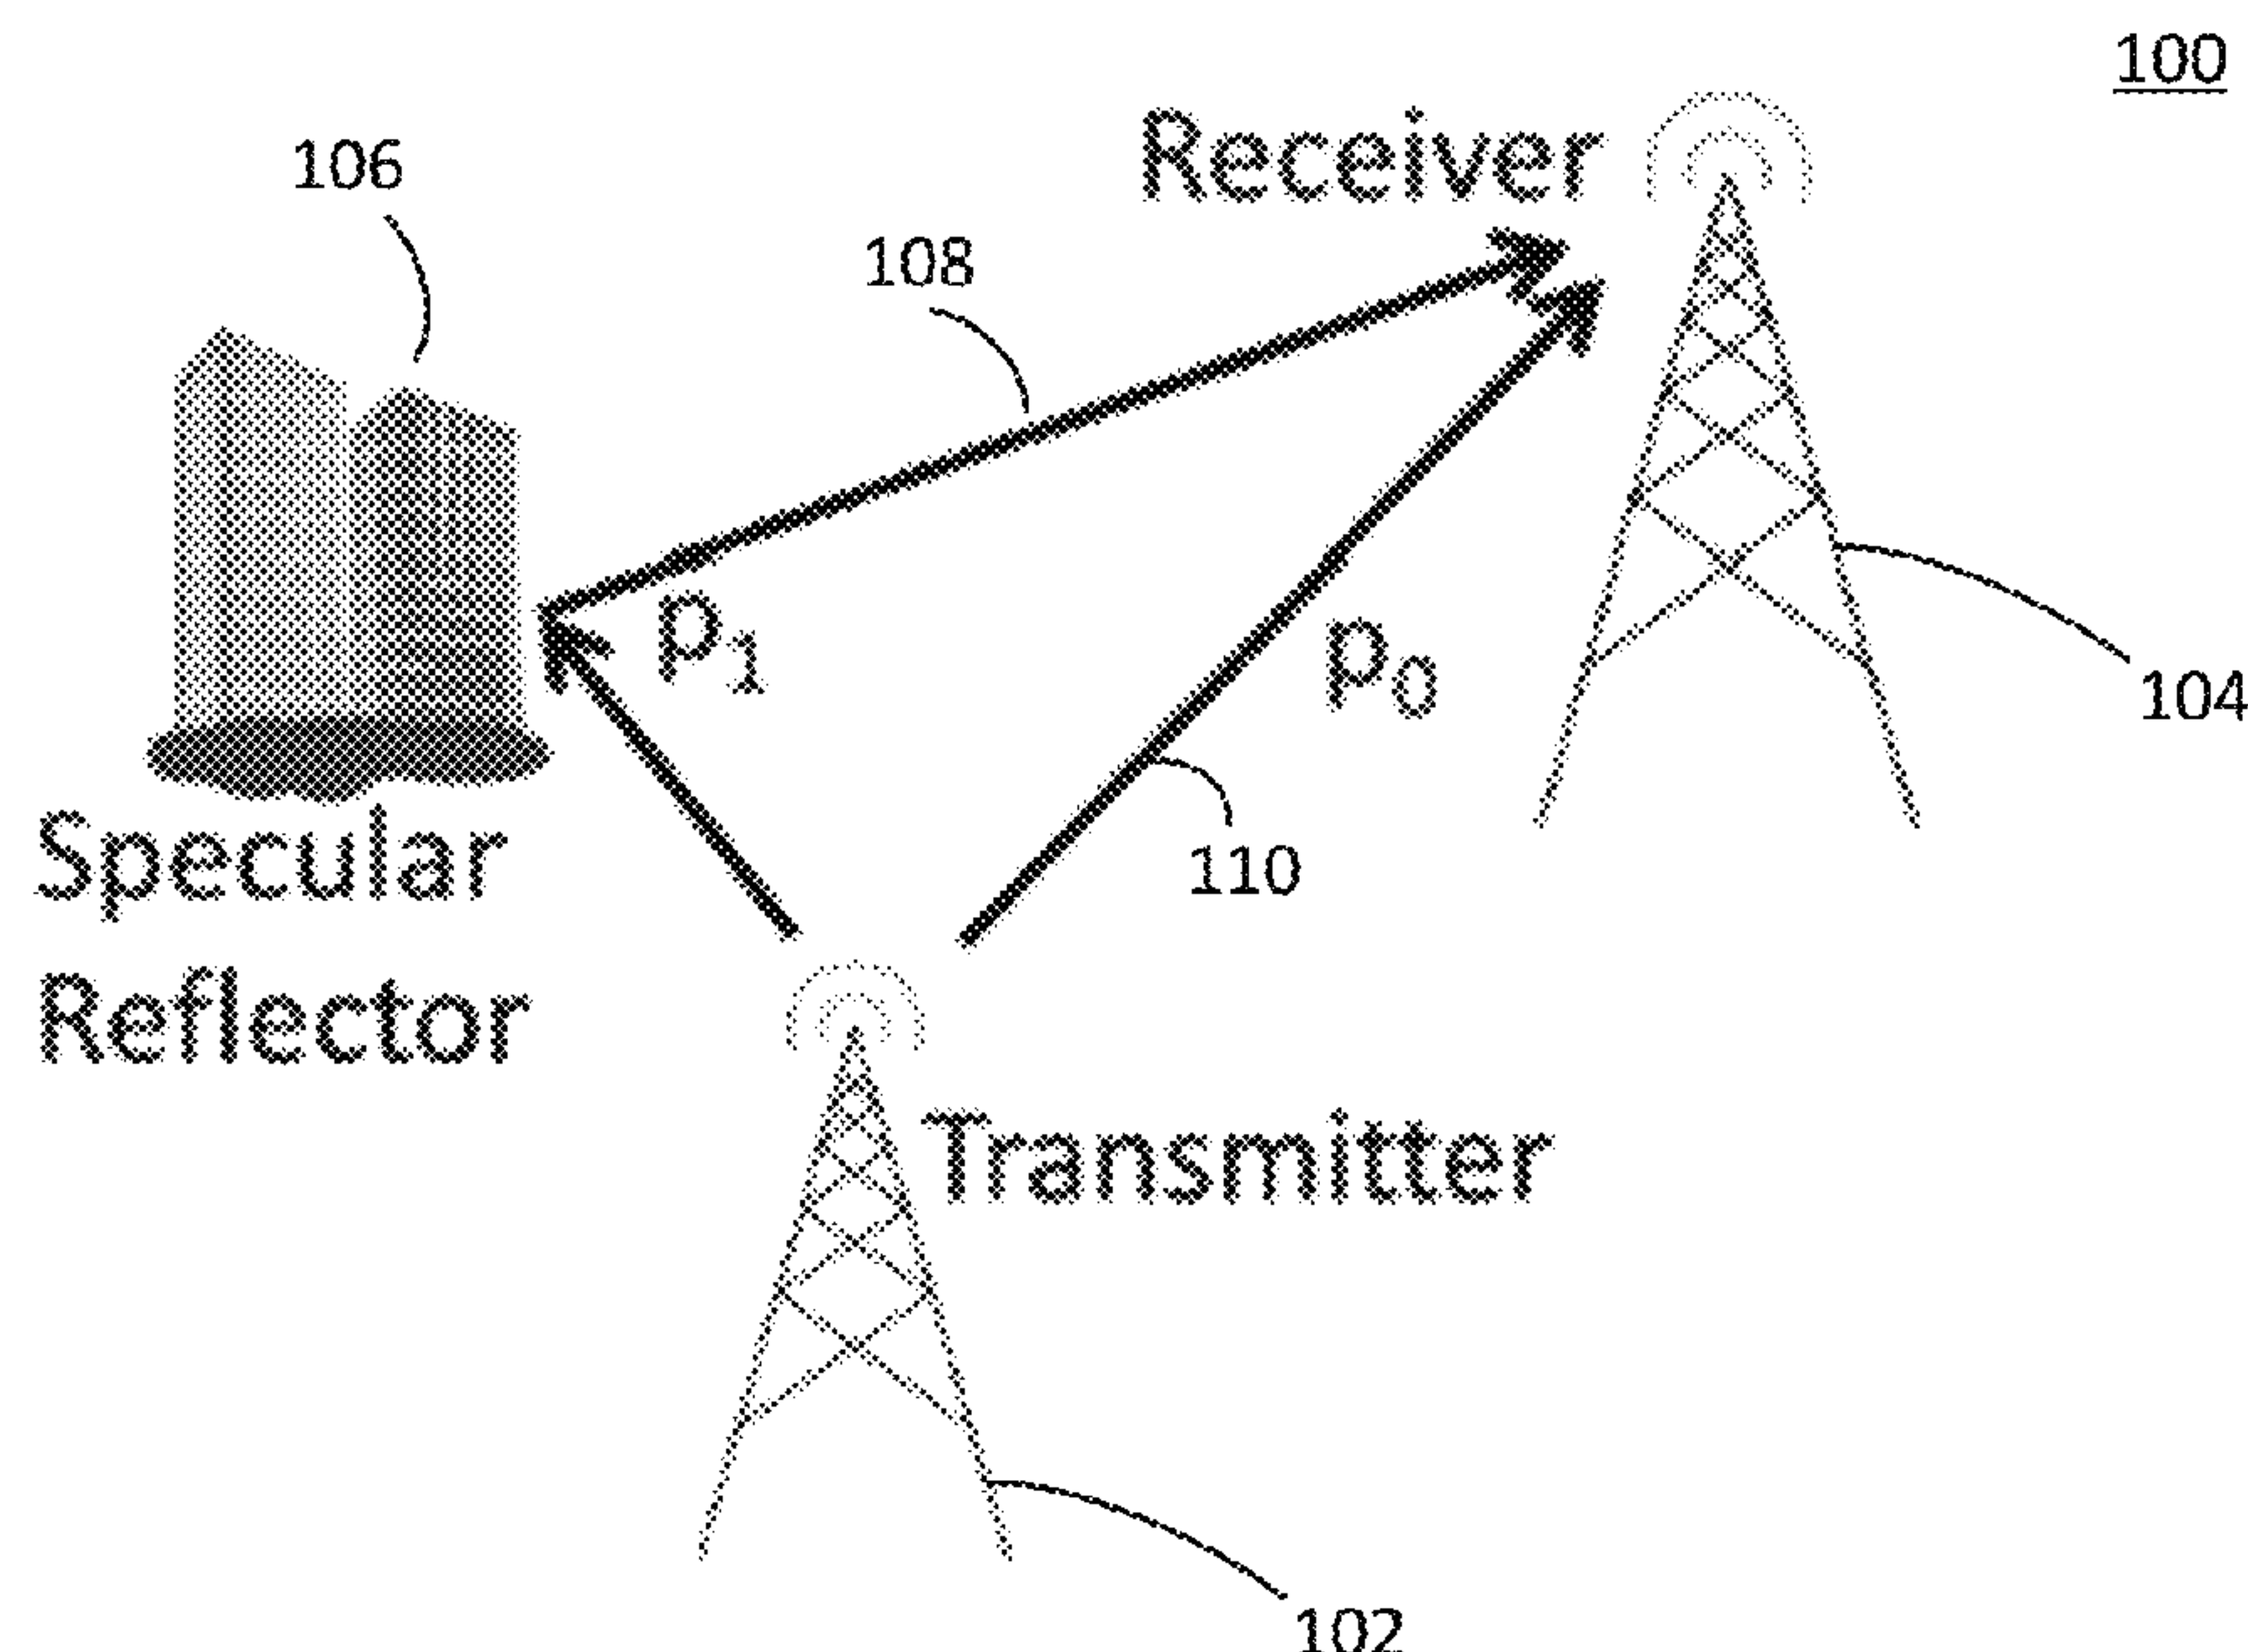 100
Receiver
106
108
p1
p0
104
Specular
Reflector
110
Transmitter
102